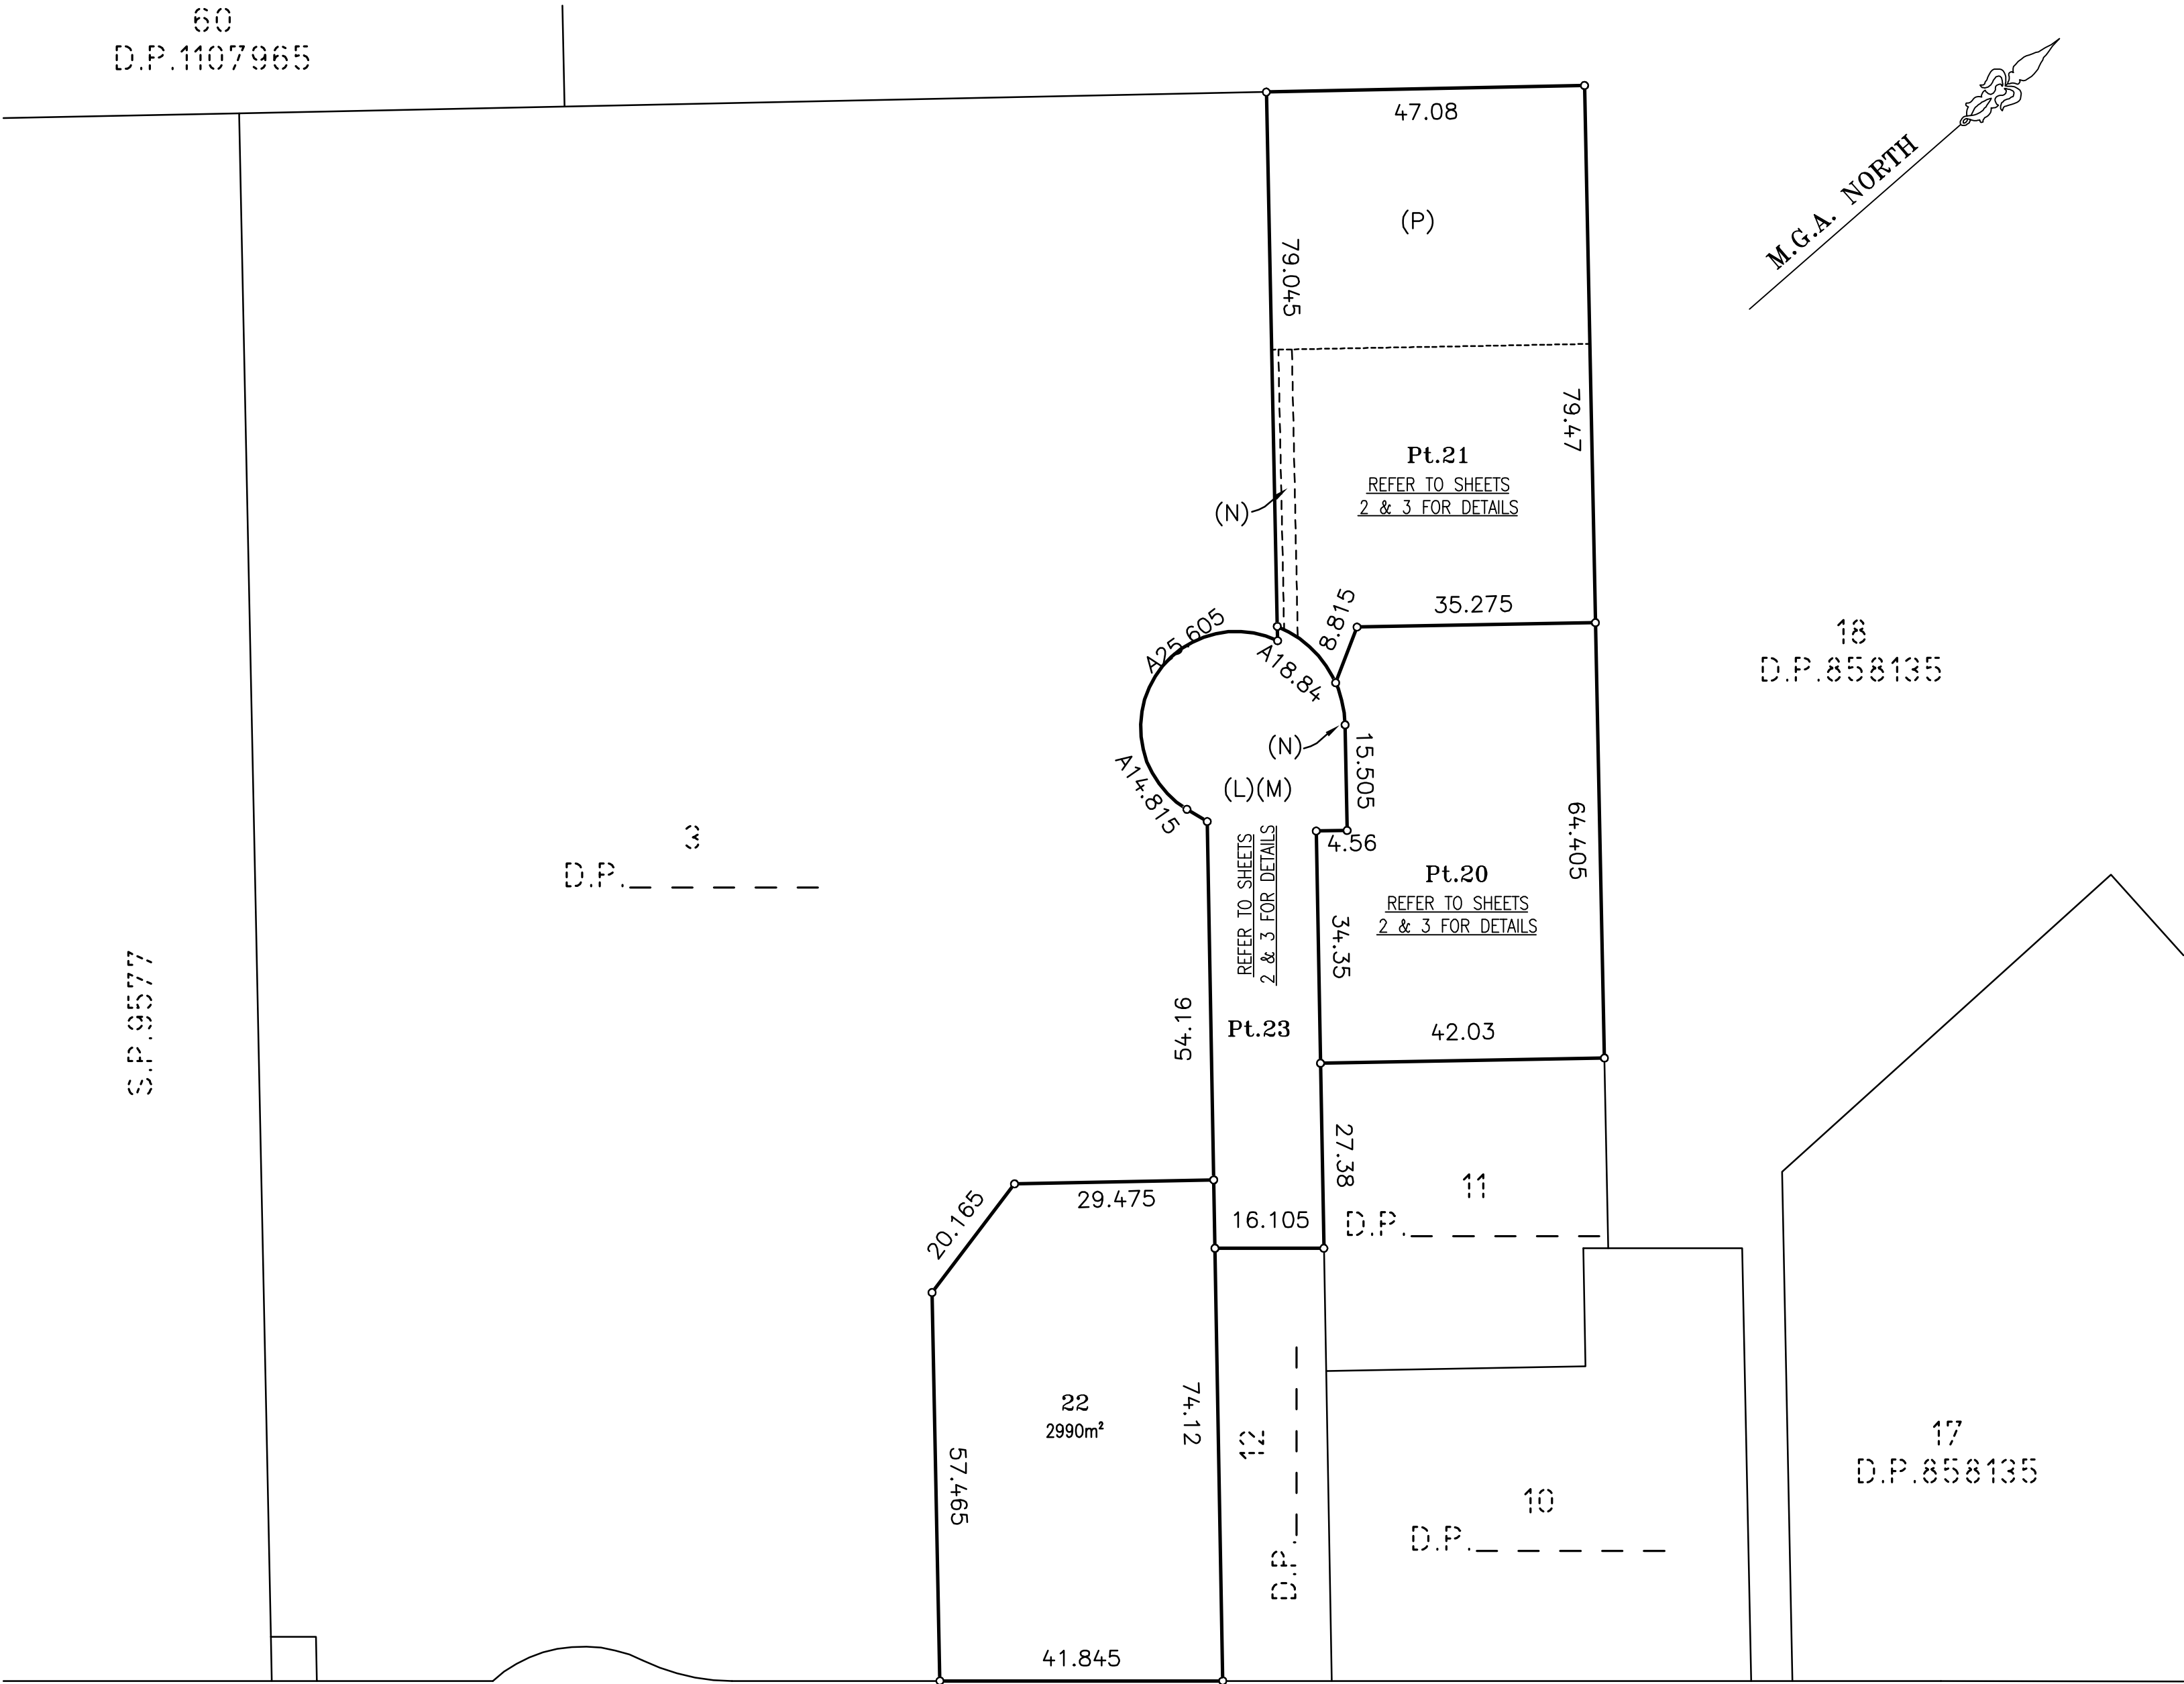 60
D.P.1107965
47.08
M.G.A. NORTH
(P)
79.045
79.47
Pt.21
REFER TO SHEETS
2 & 3 FOR DETAILS
(N)
8.815
35.275
A25.605
A18.84
18
D.P.858135
(N)
15.505
A14.815
(L)(M)
4.56
64.405
3
D.P._ _ _ _ _
REFER TO SHEETS
2 & 3 FOR DETAILS
Pt.20
REFER TO SHEETS
2 & 3 FOR DETAILS
34.35
S.P.9577
54.16
Pt.23
42.03
27.38
11
D.P._ _ _ _ _
29.475
20.165
16.105
22
2990m²
74.12
57.465
12
D.P._ _ _ _ _
17
D.P.858135
10
D.P._ _ _ _ _
41.845